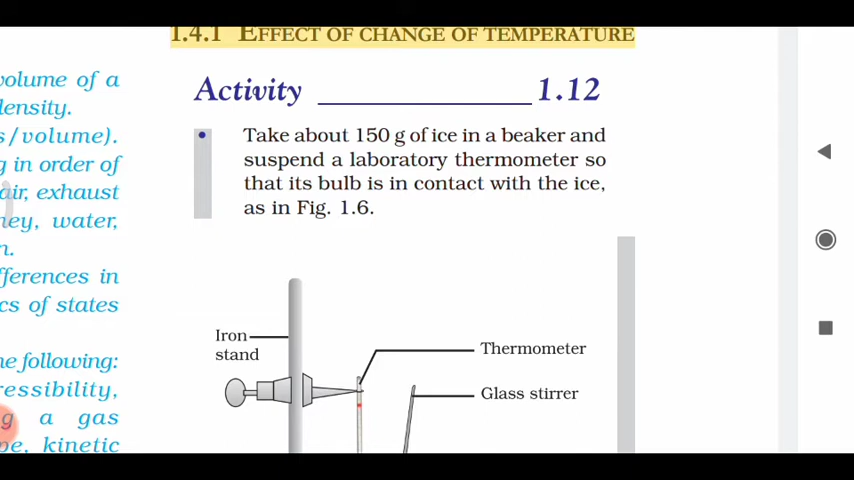 1.4.1 EFFECT OF CHANGE OF TEMPERATURE
Activity 1.12
• Take about 150 g of ice in a beaker and
suspend a laboratory thermometer so
that its bulb is in contact with the ice,
as in Fig. 1.6.
Iron
stand
Thermometer
Glass stirrer
volume of a
density.
s/volume).
g in order of
air, exhaust
ney, water,
n.
fferences in
cs of states
he following:
ressibility,
g a gas
pe, kinetic